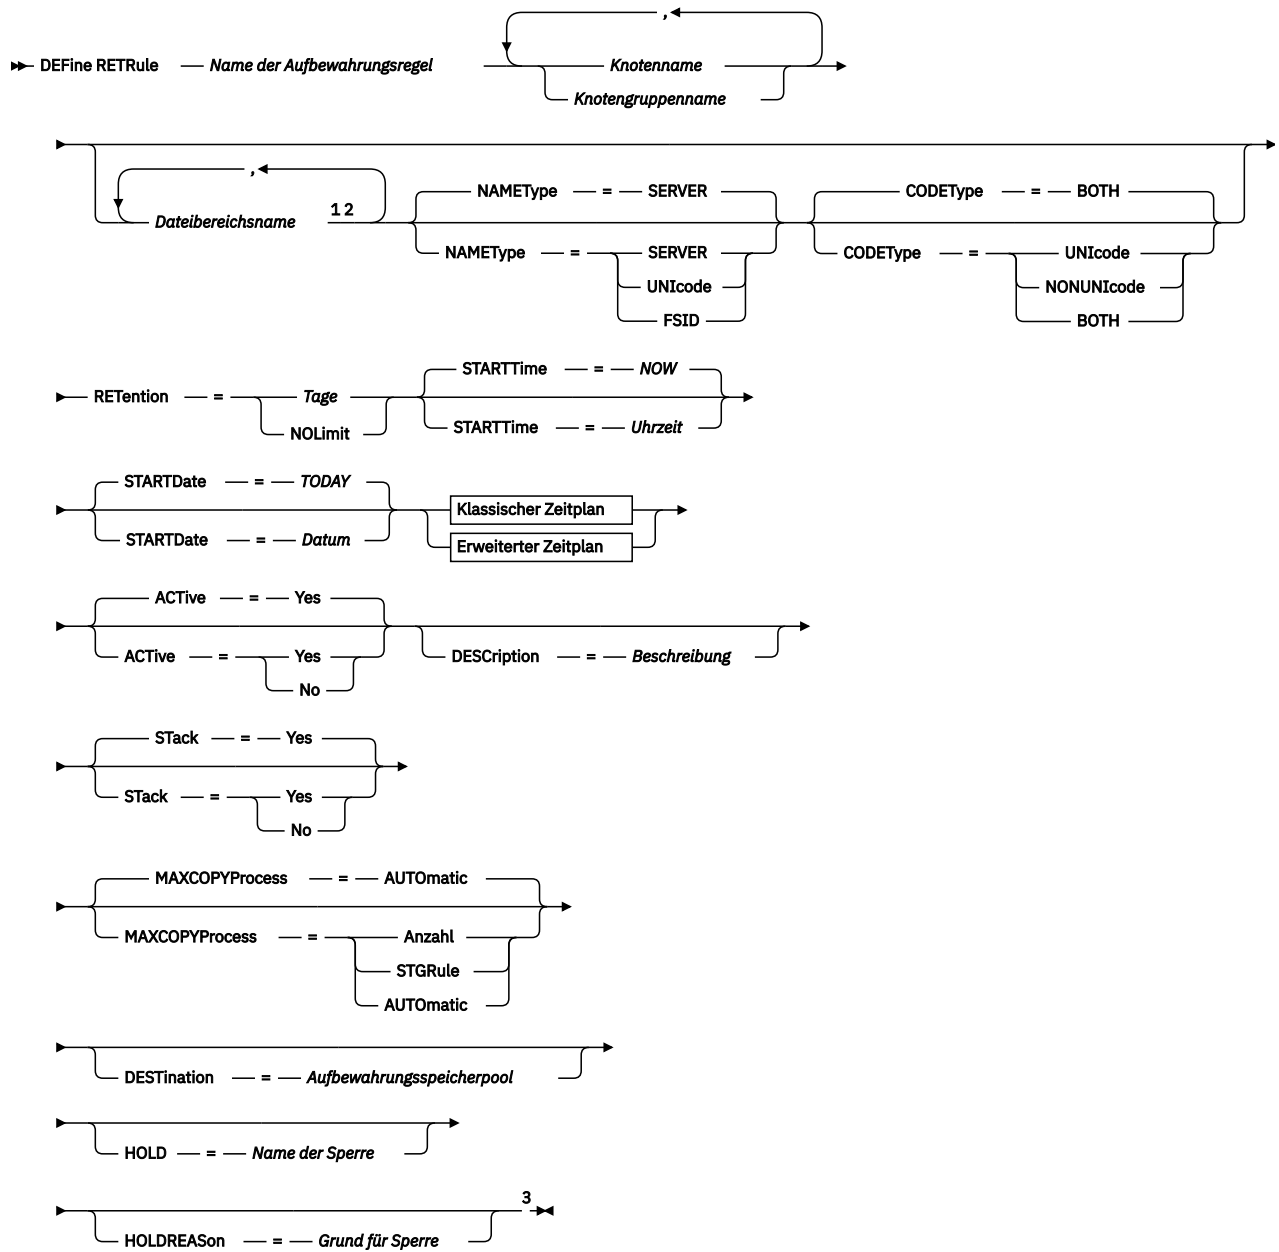 ,
DEFine RETRule Name der Aufbewahrungsregel Knotenname
Knotengruppenname
,
Dateibereichsname 1 2
NAMEType = SERVER CODEType = BOTH
NAMEType = SERVER CODEType = UNIcode
UNIcode NONUNIcode
FSID BOTH
STARTTime = NOW
RETention = Tage
NOLimit STARTTime = Uhrzeit
STARTDate = TODAY
Klassischer Zeitplan
STARTDate = Datum Erweiterter Zeitplan
ACTive = Yes
ACTive = Yes DESCription = Beschreibung
No
STack = Yes
STack = Yes
No
MAXCOPYProcess = AUTOmatic
MAXCOPYProcess = Anzahl
STGRule
AUTOmatic
DESTination = Aufbewahrungsspeicherpool
HOLD = Name der Sperre
3
HOLDREASon = Grund für Sperre